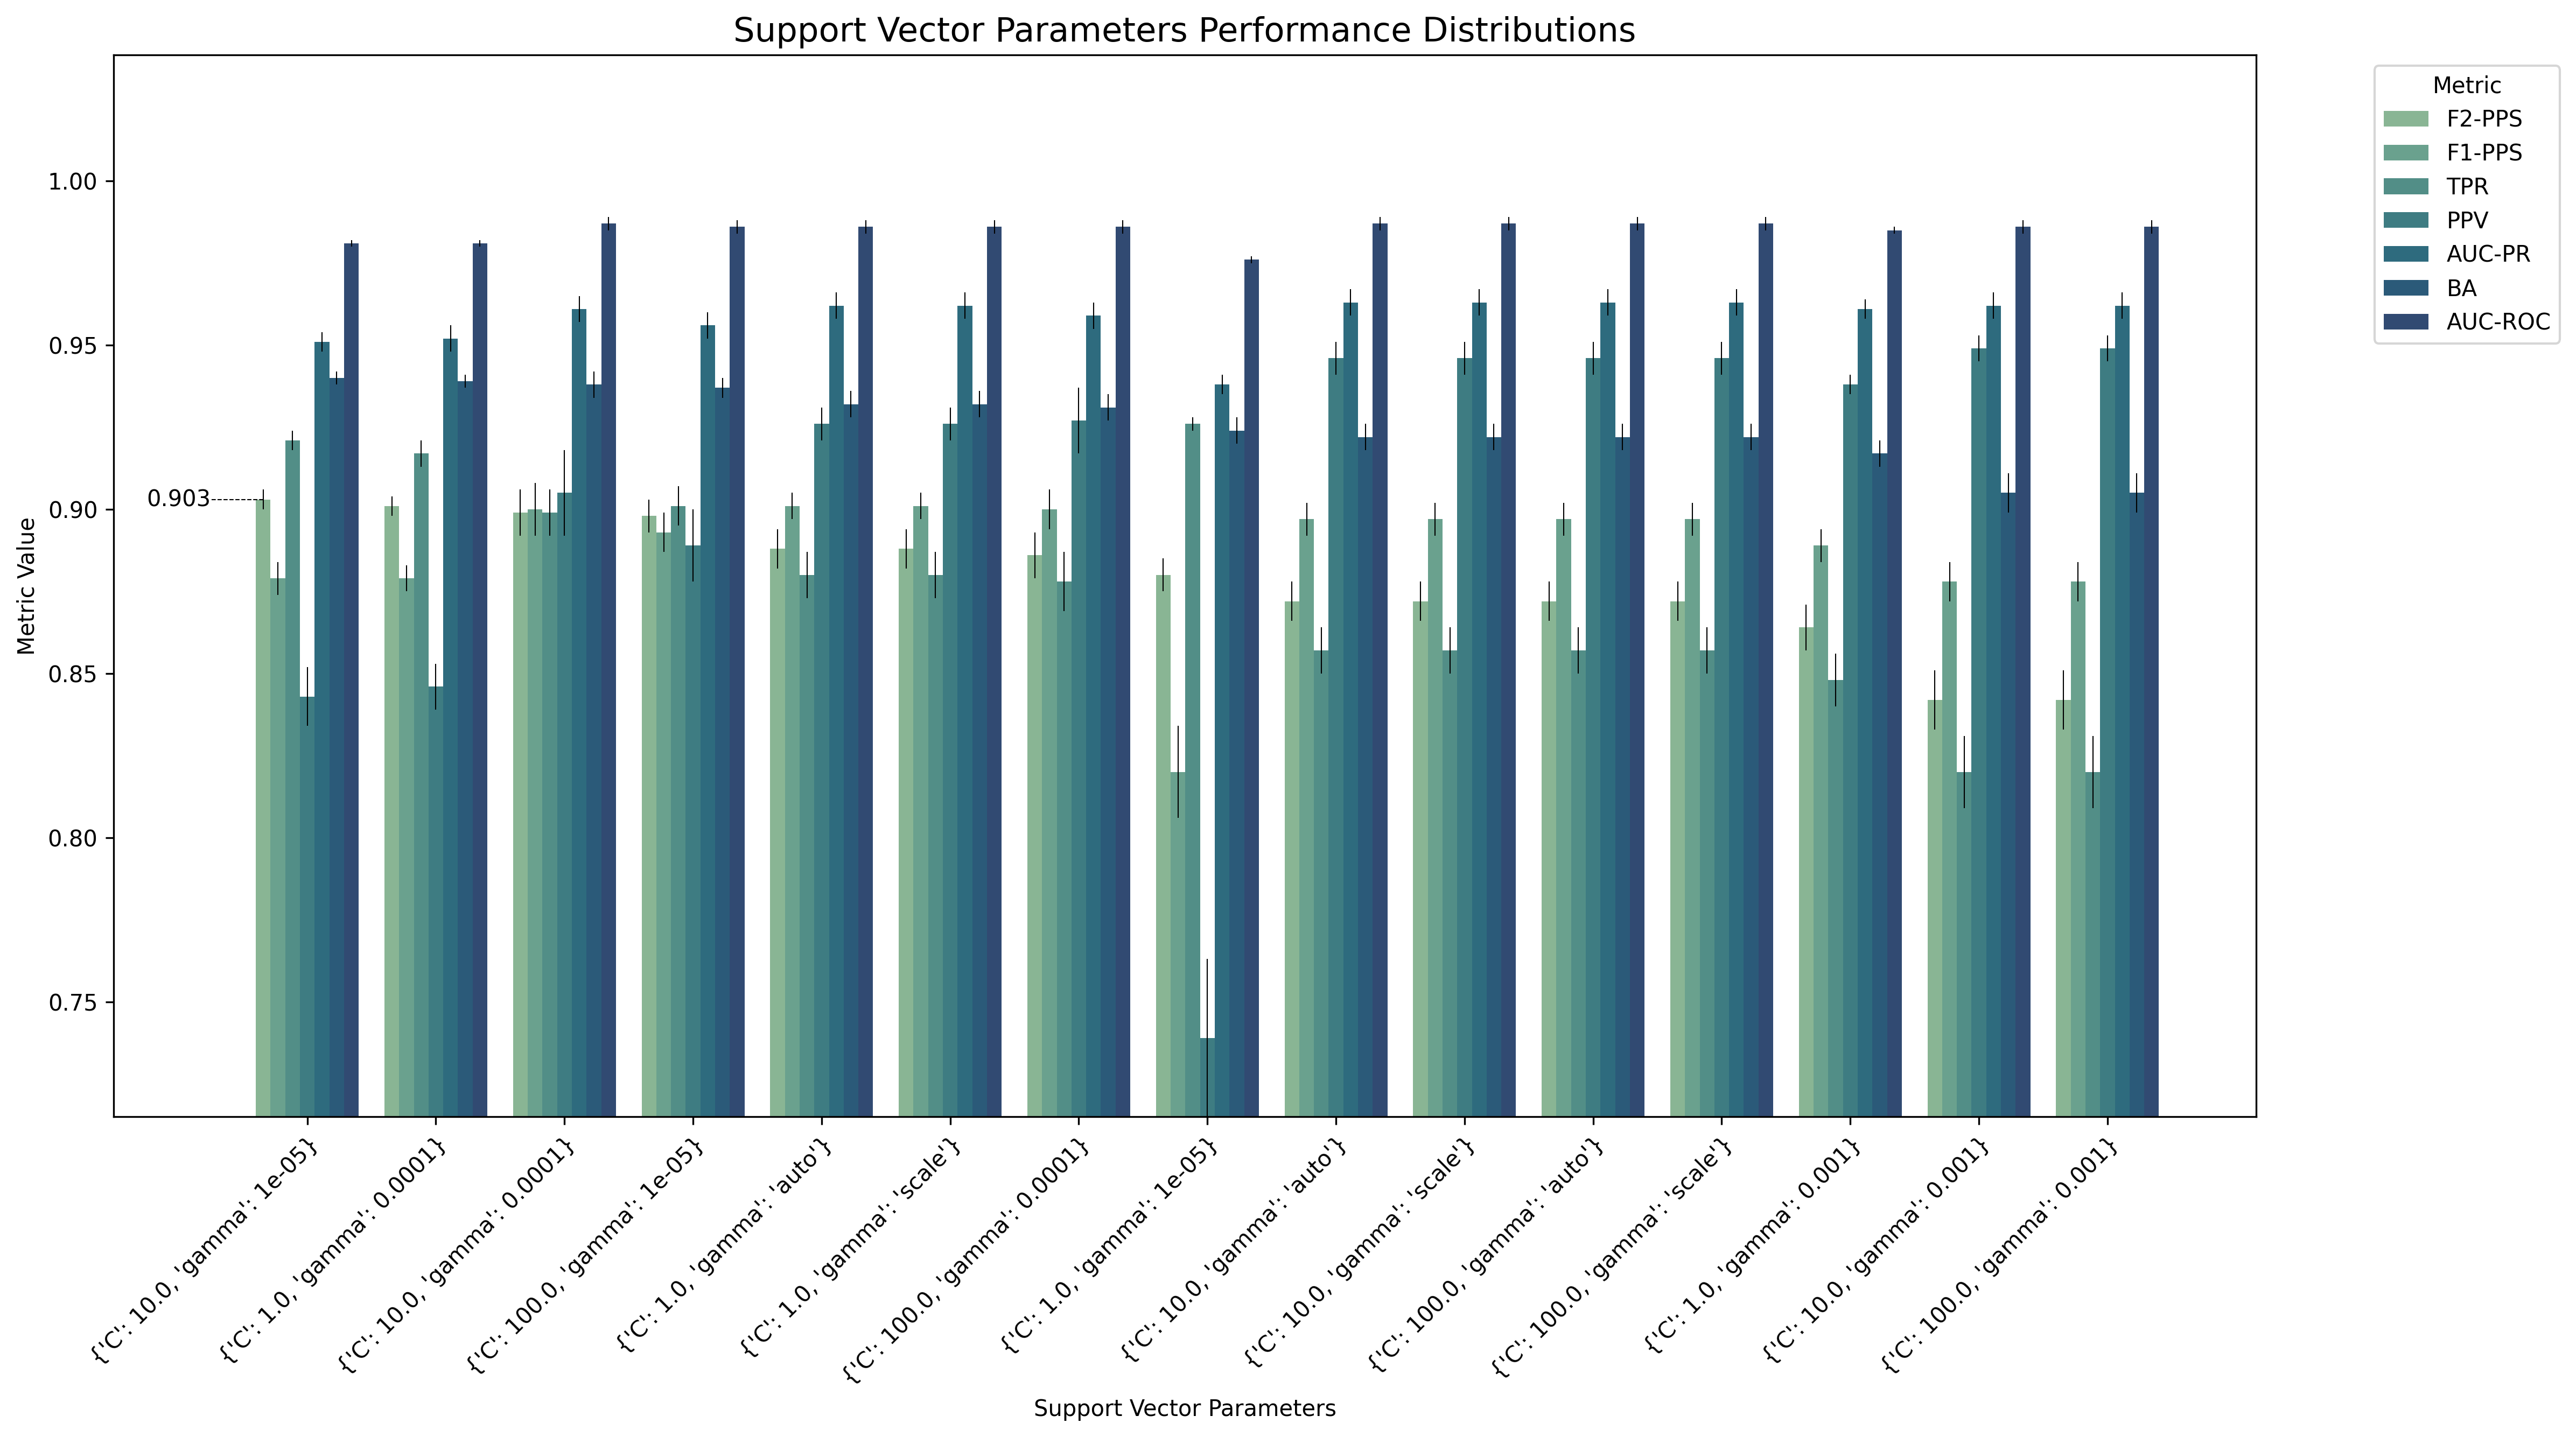 Support Vector Parameters Performance Distributions
Metric
F2-PPS
F1-PPS
TPR
PPV
AUC-PR
BA
AUC-ROC
Metric Value
1.00
0.95
0.90
0.85
0.80
0.75
0.903
{'C': 10.0, 'gamma': 1e-05}
{'C': 1.0, 'gamma': 0.0001}
{'C': 10.0, 'gamma': 0.0001}
{'C': 100.0, 'gamma': 1e-05}
{'C': 1.0, 'gamma': 'auto'}
{'C': 1.0, 'gamma': 'scale'}
{'C': 100.0, 'gamma': 0.0001}
{'C': 1.0, 'gamma': 1e-05}
{'C': 10.0, 'gamma': 'auto'}
{'C': 10.0, 'gamma': 'scale'}
{'C': 100.0, 'gamma': 'auto'}
{'C': 100.0, 'gamma': 'scale'}
{'C': 1.0, 'gamma': 0.001}
{'C': 10.0, 'gamma': 0.001}
{'C': 100.0, 'gamma': 0.001}
Support Vector Parameters